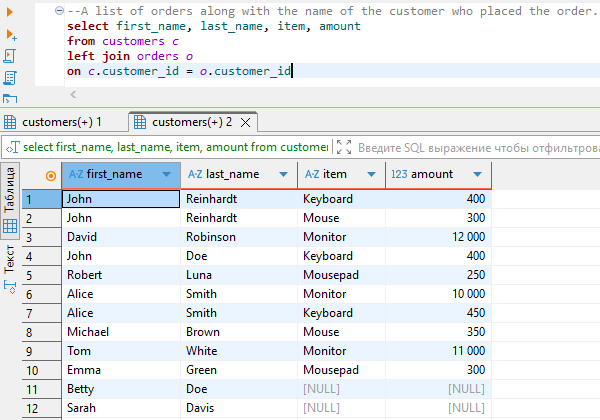 --A list of orders along with the name of the customer who placed the order.
select first_name, last_name, item, amount
from customers c
left join orders o
on c.customer_id = o.customer_id
customers(+) 1 customers(+) 2
select first_name, last_name, item, amount from customer Введите SQL выражение чтобы отфильтрова
Таблица
Текст
A-Z first_name A-Z last_name A-Z item 123 amount
1 John Reinhardt Keyboard 400
2 John Reinhardt Mouse 300
3 David Robinson Monitor 12 000
4 John Doe Keyboard 400
5 Robert Luna Mousepad 250
6 Alice Smith Monitor 10 000
7 Alice Smith Keyboard 450
8 Michael Brown Mouse 350
9 Tom White Monitor 11 000
10 Emma Green Mousepad 300
11 Betty Doe [NULL] [NULL]
12 Sarah Davis [NULL] [NULL]